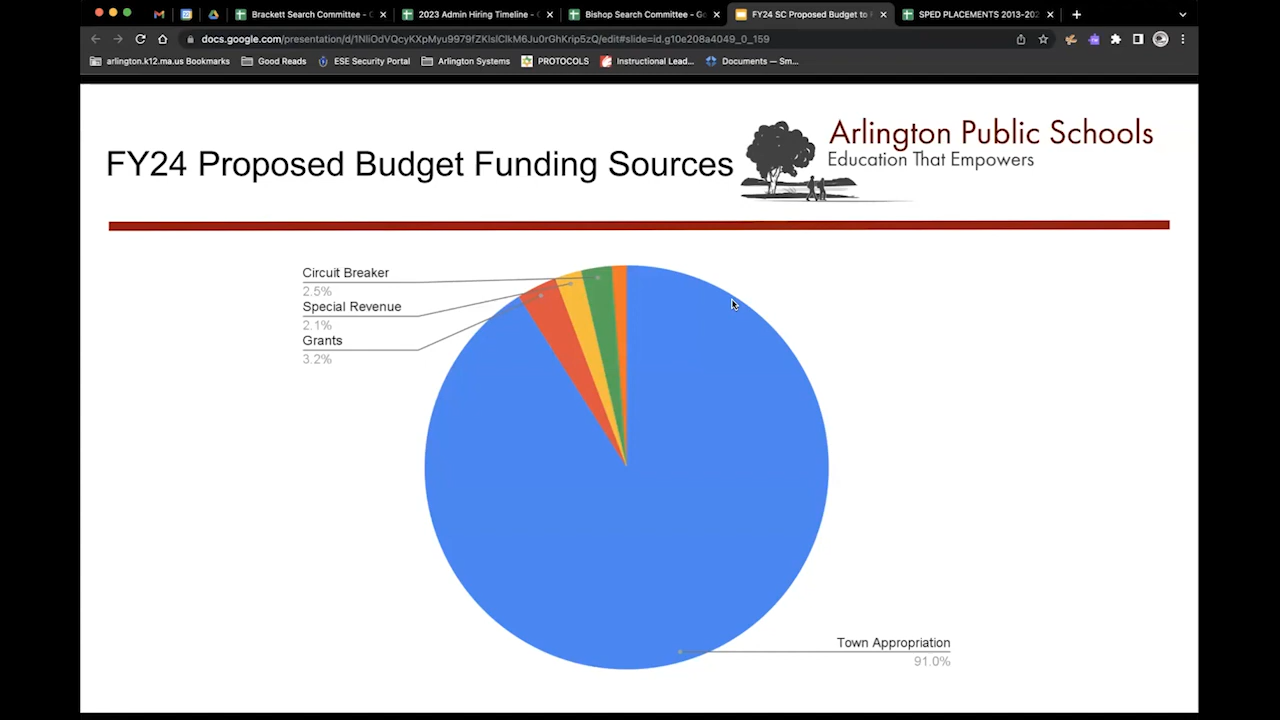 Brackett Search Committee - C
2023 Admin Hiring Timeline -
Bishop Search Committee - Go
FY24 SC Proposed Budget to
SPED PLACEMENTS 2013-202
docs.google.com/presentation/d/1NliOdVQcyKXpMyu9979fZKIslClkM6Ju0rGhKrip5zQ/edit#slide=id.g10e208a4049_0_159
arlington.k12.ma.us Bookmarks
Good Reads
ESE Security Portal
Arlington Systems
PROTOCOLS
Instructional Lead...
Documents — Sm...
FY24 Proposed Budget Funding Sources
Arlington Public Schools
Education That Empowers
Circuit Breaker
2.5%
Special Revenue
2.1%
Grants
3.2%
Town Appropriation
91.0%